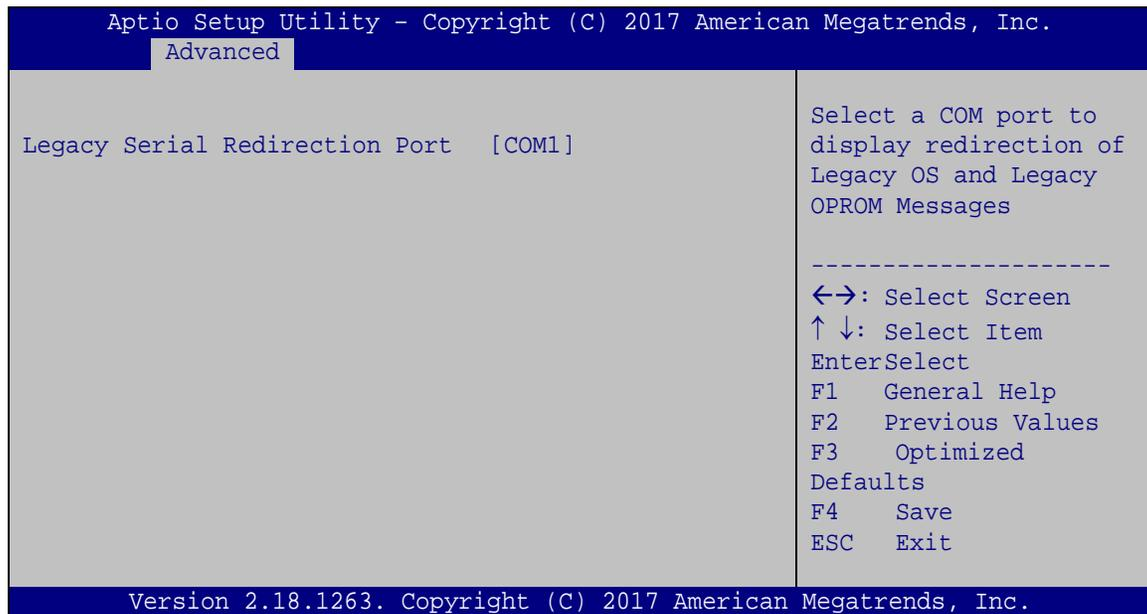 Aptio Setup Utility – Copyright (C) 2017 American Megatrends, Inc.
Advanced
Legacy Serial Redirection Port [COM1]
Select a COM port to
display redirection of
Legacy OS and Legacy
OPROM Messages
---------------------
←→: Select Screen
↑ ↓: Select Item
EnterSelect
F1 General Help
F2 Previous Values
F3 Optimized
Defaults
F4 Save
ESC Exit
Version 2.18.1263. Copyright (C) 2017 American Megatrends, Inc.